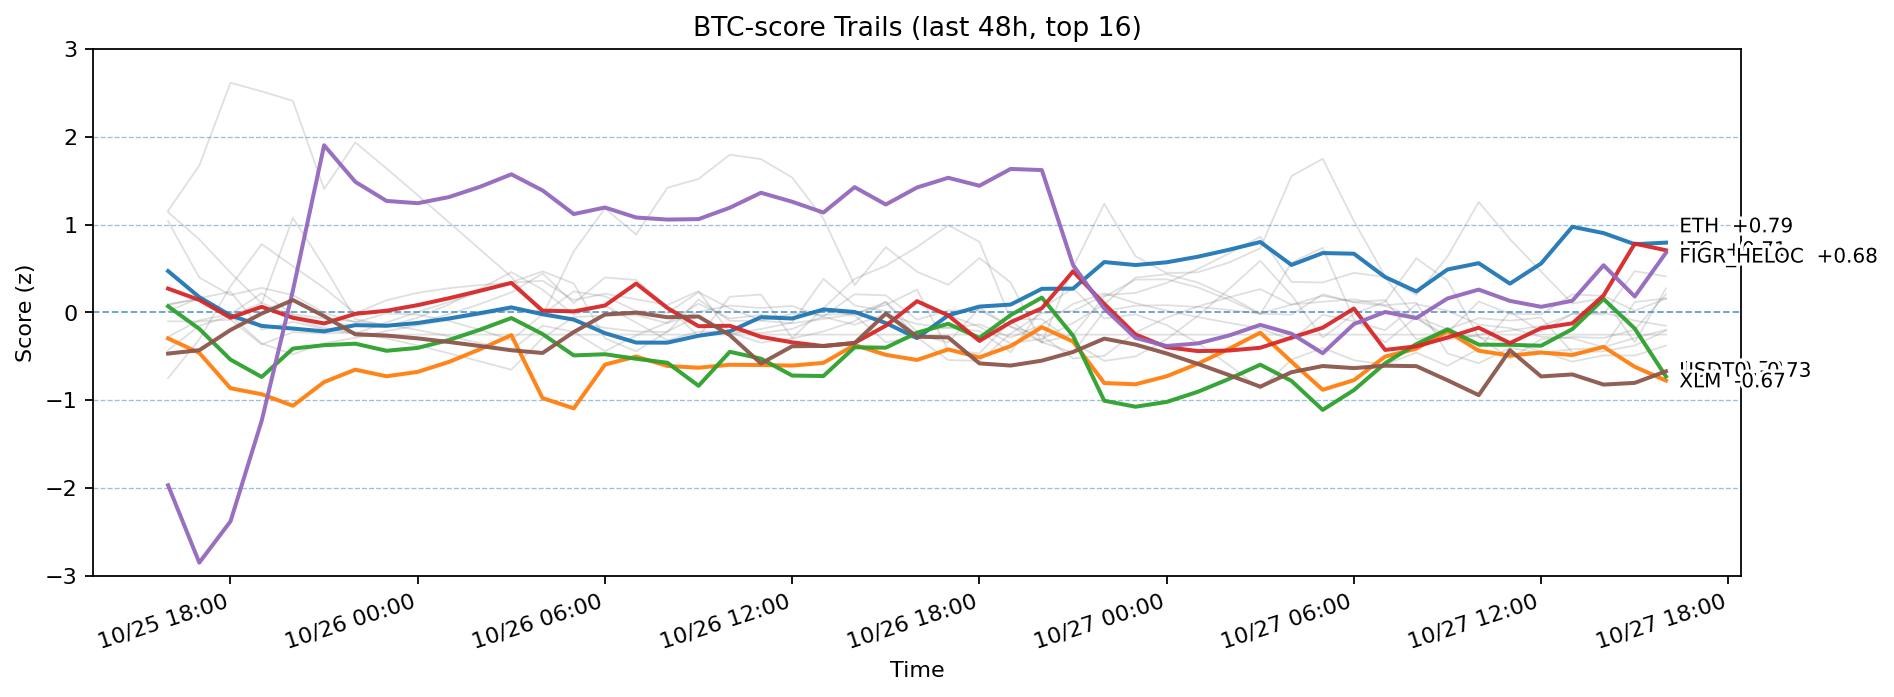 BTC-score Trails (last 48h, top 16)
Score (z)
3
2
1
0
−1
−2
−3
ETH +0.79
FIGR_HELOC +0.68
XLM -0.67
10/25 18:00
10/26 00:00
10/26 06:00
10/26 12:00
10/26 18:00
10/27 00:00
10/27 06:00
10/27 12:00
10/27 18:00
Time